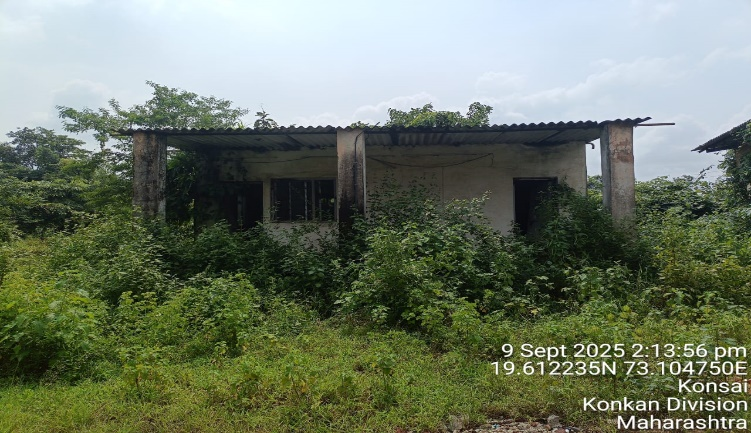 9 Sept 2025 2:13:56 pm
19.612235N 73.104750E
Konsai
Konkan Division
Maharashtra